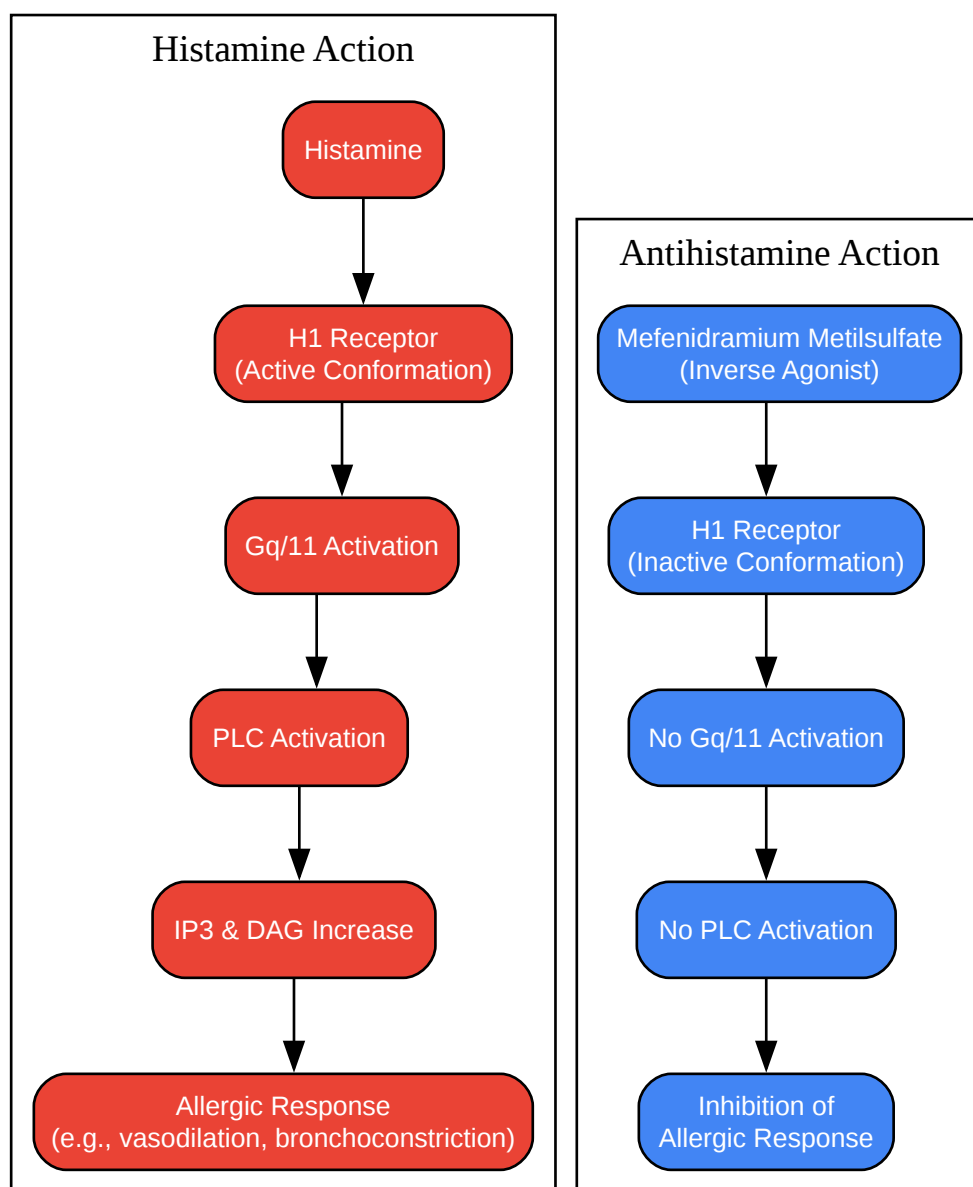 Histamine Action
Histamine
H1 Receptor
(Active Conformation)
Gq/11 Activation
PLC Activation
IP3 & DAG Increase
Allergic Response
(e.g., vasodilation, bronchoconstriction)
Antihistamine Action
Mefenidramium Metilsulfate
(Inverse Agonist)
H1 Receptor
(Inactive Conformation)
No Gq/11 Activation
No PLC Activation
Inhibition of
Allergic Response